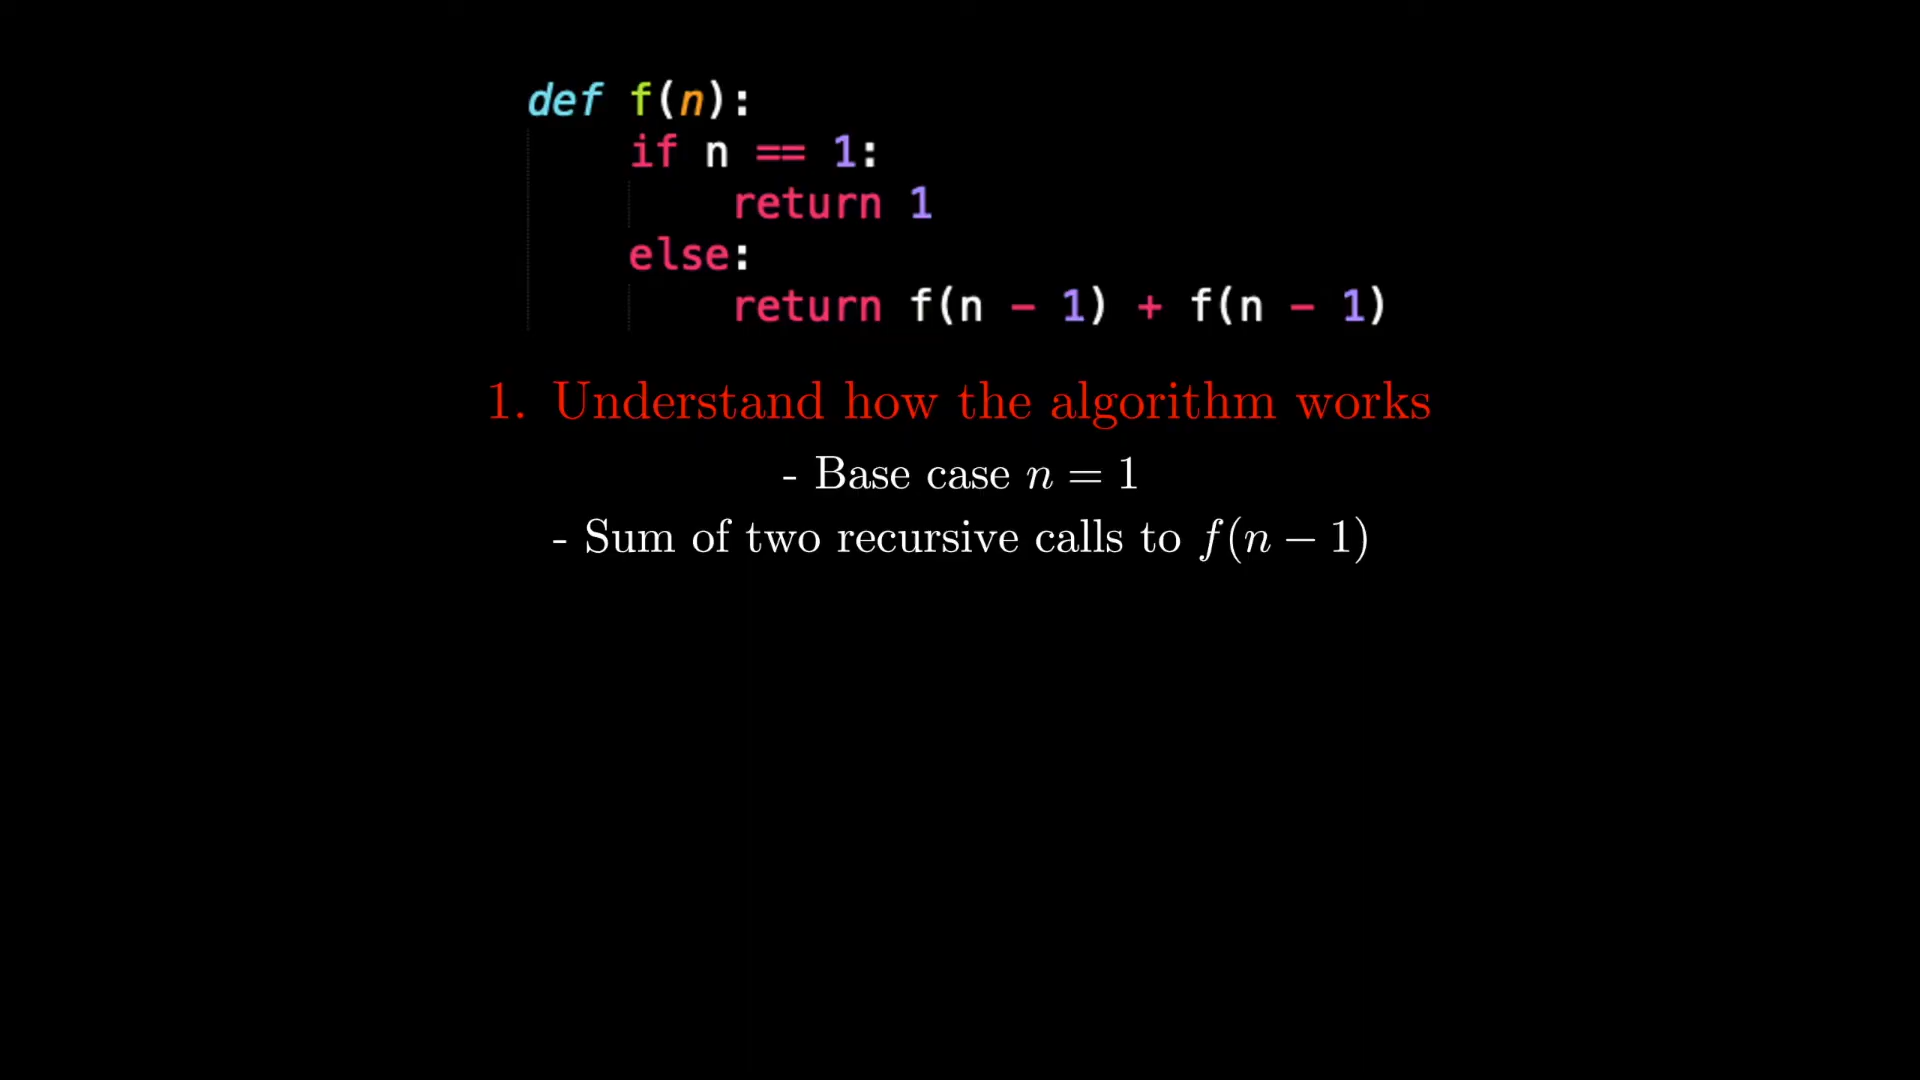 def f(n):
if n == 1:
return 1
else:
return f(n - 1) + f(n - 1)
1. Understand how the algorithm works
- Base case n = 1
- Sum of two recursive calls to f(n − 1)